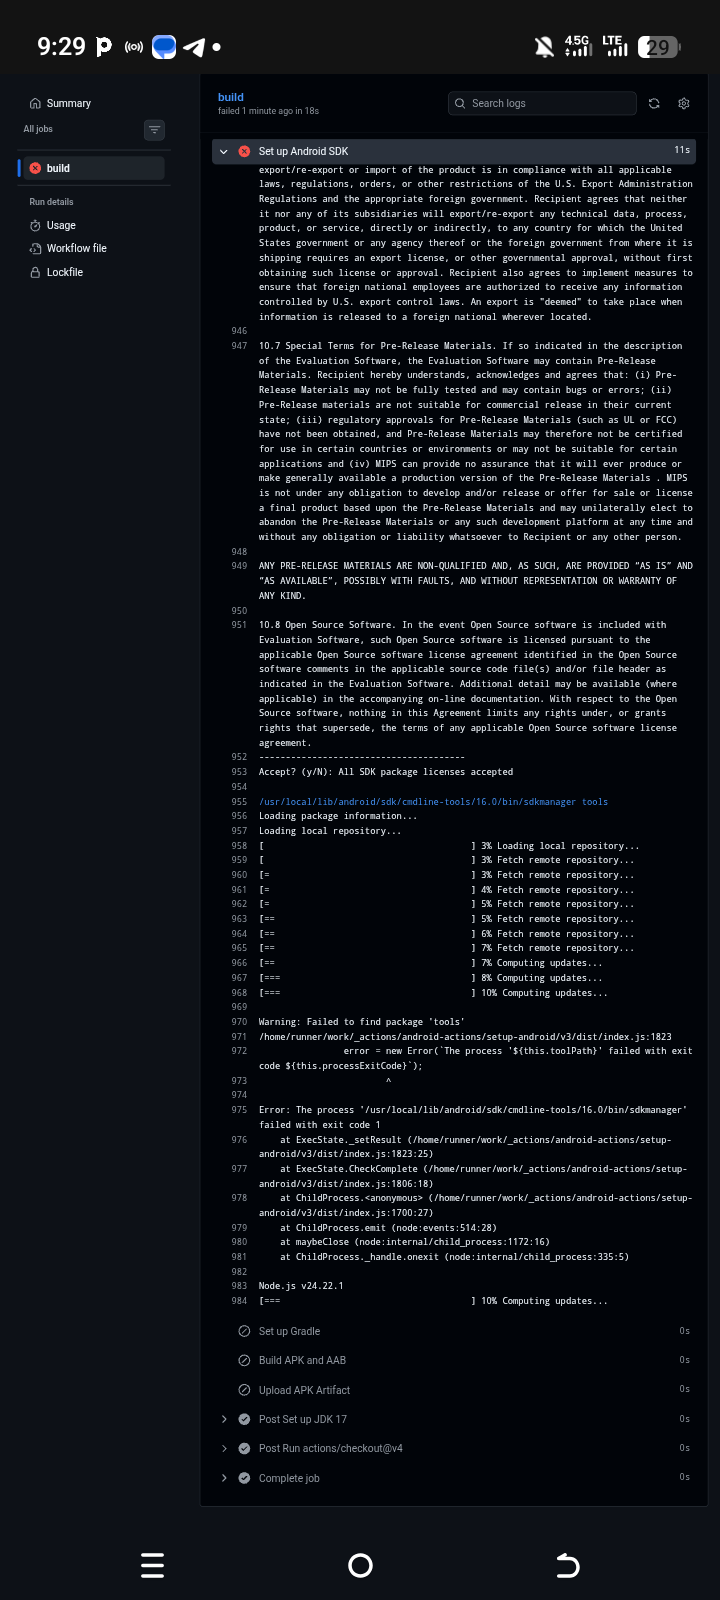 9:29
4.5G
LTE
29
Summary
All jobs
build
Run details
Usage
Workflow file
Lockfile
build
failed 1 minute ago in 18s
Search logs
Set up Android SDK 11s
export/re-export or import of the product is in compliance with all applicable
laws, regulations, orders, or other restrictions of the U.S. Export Administration
Regulations and the appropriate foreign government. Recipient agrees that neither
it nor any of its subsidiaries will export/re-export any technical data, process,
product, or service, directly or indirectly, to any country for which the United
States government or any agency thereof or the foreign government from where it is
shipping requires an export license, or other governmental approval, without first
obtaining such license or approval. Recipient also agrees to implement measures to
ensure that foreign national employees are authorized to receive any information
controlled by U.S. export control laws. An export is "deemed" to take place when
information is released to a foreign national wherever located.
946
947 10.7 Special Terms for Pre-Release Materials. If so indicated in the description
of the Evaluation Software, the Evaluation Software may contain Pre-Release
Materials. Recipient hereby understands, acknowledges and agrees that: (i) Pre-
Release Materials may not be fully tested and may contain bugs or errors; (ii)
Pre-Release materials are not suitable for commercial release in their current
state; (iii) regulatory approvals for Pre-Release Materials (such as UL or FCC)
have not been obtained, and Pre-Release Materials may therefore not be certified
for use in certain countries or environments or may not be suitable for certain
applications and (iv) MIPS can provide no assurance that it will ever produce or
make generally available a production version of the Pre-Release Materials . MIPS
is not under any obligation to develop and/or release or offer for sale or license
a final product based upon the Pre-Release Materials and may unilaterally elect to
abandon the Pre-Release Materials or any such development platform at any time and
without any obligation or liability whatsoever to Recipient or any other person.
948
949 ANY PRE-RELEASE MATERIALS ARE NON-QUALIFIED AND, AS SUCH, ARE PROVIDED “AS IS” AND
“AS AVAILABLE”, POSSIBLY WITH FAULTS, AND WITHOUT REPRESENTATION OR WARRANTY OF
ANY KIND.
950
951 10.8 Open Source Software. In the event Open Source software is included with
Evaluation Software, such Open Source software is licensed pursuant to the
applicable Open Source software license agreement identified in the Open Source
software comments in the applicable source code file(s) and/or file header as
indicated in the Evaluation Software. Additional detail may be available (where
applicable) in the accompanying on-line documentation. With respect to the Open
Source software, nothing in this Agreement limits any rights under, or grants
rights that supersede, the terms of any applicable Open Source software license
agreement.
952 ---------------------------------------
953 Accept? (y/N): All SDK package licenses accepted
954
955 /usr/local/lib/android/sdk/cmdline-tools/16.0/bin/sdkmanager tools
956 Loading package information...
957 Loading local repository...
958 [                                       ] 3% Loading local repository...
959 [                                       ] 3% Fetch remote repository...
960 [=                                      ] 3% Fetch remote repository...
961 [=                                      ] 4% Fetch remote repository...
962 [=                                      ] 5% Fetch remote repository...
963 [==                                     ] 5% Fetch remote repository...
964 [==                                     ] 6% Fetch remote repository...
965 [==                                     ] 7% Fetch remote repository...
966 [==                                     ] 7% Computing updates...
967 [===                                    ] 8% Computing updates...
968 [===                                    ] 10% Computing updates...
969
970 Warning: Failed to find package 'tools'
971 /home/runner/work/_actions/android-actions/setup-android/v3/dist/index.js:1823
972                 error = new Error(`The process '${this.toolPath}' failed with exit
code ${this.processExitCode}`);
973                         ^
974
975 Error: The process '/usr/local/lib/android/sdk/cmdline-tools/16.0/bin/sdkmanager'
failed with exit code 1
976     at ExecState._setResult (/home/runner/work/_actions/android-actions/setup-
android/v3/dist/index.js:1823:25)
977     at ExecState.CheckComplete (/home/runner/work/_actions/android-actions/setup-
android/v3/dist/index.js:1806:18)
978     at ChildProcess.<anonymous> (/home/runner/work/_actions/android-actions/setup-
android/v3/dist/index.js:1700:27)
979     at ChildProcess.emit (node:events:514:28)
980     at maybeClose (node:internal/child_process:1172:16)
981     at ChildProcess._handle.onexit (node:internal/child_process:335:5)
982
983 Node.js v24.22.1
984 [===                                    ] 10% Computing updates...
Set up Gradle 0s
Build APK and AAB 0s
Upload APK Artifact 0s
Post Set up JDK 17 0s
Post Run actions/checkout@v4 0s
Complete job 0s